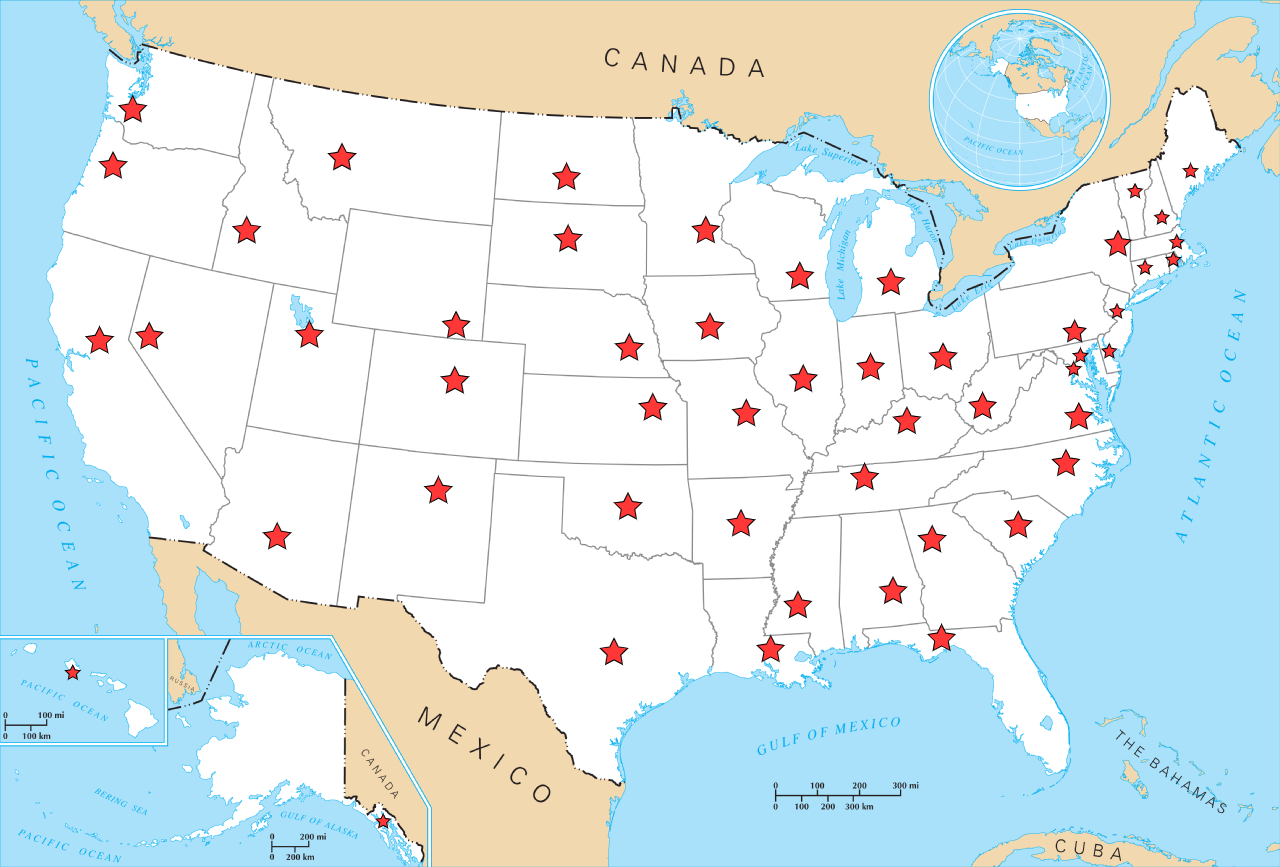 CANADA
PACIFIC OCEAN
ATLANTIC OCEAN
Lake Superior
Lake Michigan
Lake Huron
Lake Ontario
Lake Erie
PACIFIC OCEAN
ATLANTIC OCEAN
MEXICO
GULF OF MEXICO
THE BAHAMAS
CUBA
0 100 200 300 mi
0 100 200 300 km
PACIFIC OCEAN
0 100 mi
0 100 km
ARCTIC OCEAN
RUSSIA
CANADA
BERING SEA
GULF OF ALASKA
PACIFIC OCEAN
0 200 mi
0 200 km